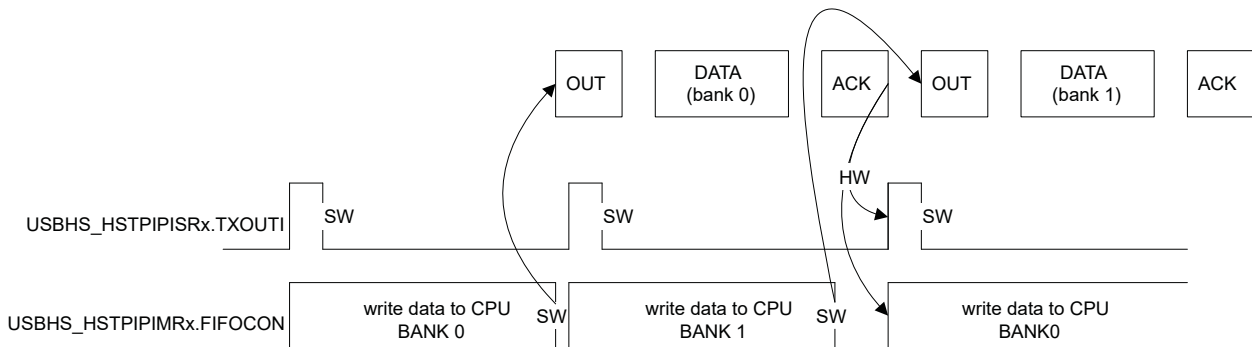 OUT
DATA
(bank 0)
ACK
OUT
DATA
(bank 1)
ACK
HW
USBHS_HSTPIPISRx.TXOUTI
SW
SW
SW
USBHS_HSTPIPIMRx.FIFOCON
write data to CPU
BANK 0
SW
write data to CPU
BANK 1
SW
write data to CPU
BANK0